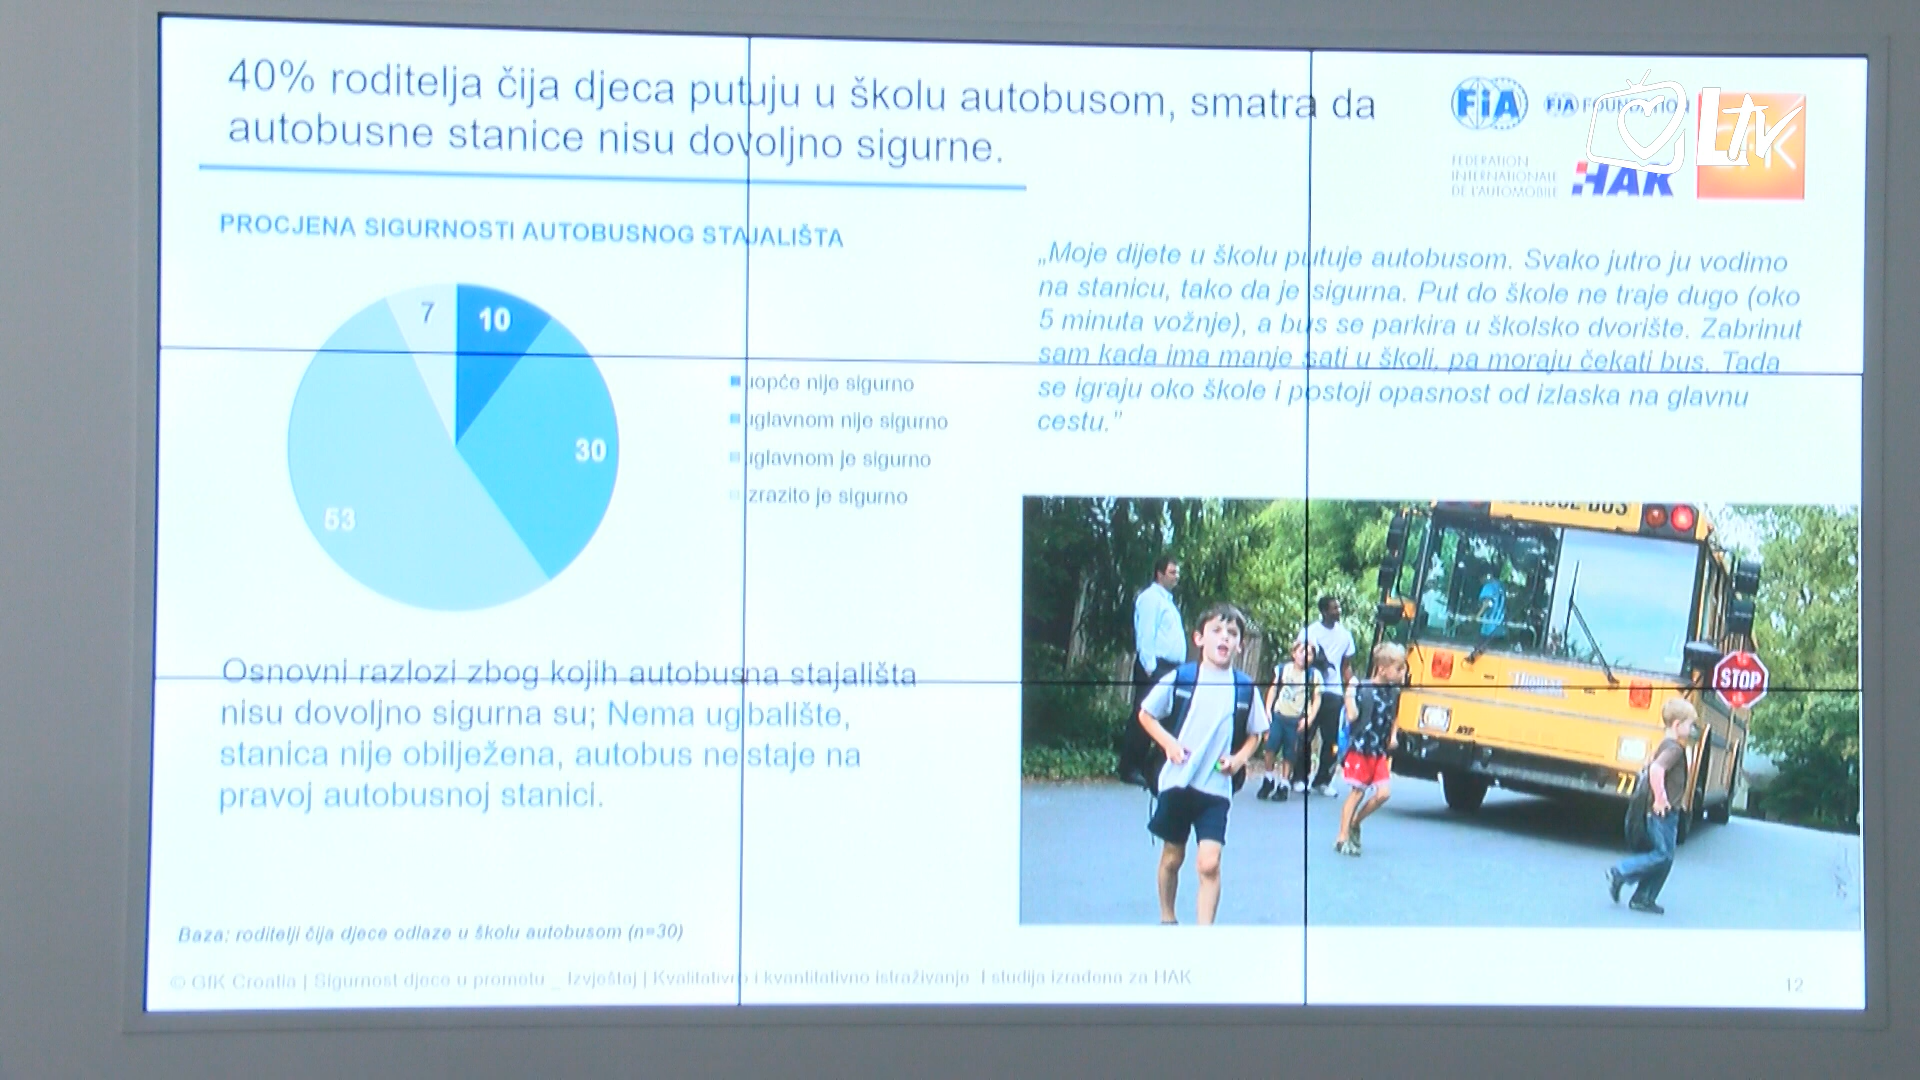 40% roditelja čija djeca putuju u školu autobusom, smatra da
autobusne stanice nisu dovoljno sigurne.
FiA
FiA FOUNDATION
FEDERATION
INTERNATIONALE
DE L'AUTOMOBILE
HAK
LTV
PROCJENA SIGURNOSTI AUTOBUSNOG STAJALIŠTA
7
10
30
53
uopće nije sigurno
uglavnom nije sigurno
uglavnom je sigurno
izrazito je sigurno
„Moje dijete u školu putuje autobusom. Svako jutro ju vodimo
na stanicu, tako da je sigurna. Put do škole ne traje dugo (oko
5 minuta vožnje), a bus se parkira u školsko dvorište. Zabrinut
sam kada ima manje sati u školi, pa moraju čekati bus. Tada
se igraju oko škole i postoji opasnost od izlaska na glavnu
cestu."
SCHOOL BUS
STOP
77
Osnovni razlozi zbog kojih autobusna stajališta
nisu dovoljno sigurna su; Nema ugibalište,
stanica nije obilježena, autobus ne staje na
pravoj autobusnoj stanici.
Baza: roditelji čija djece odlaze u školu autobusom (n=30)
© GfK Croatia | Sigurnost djece u prometu _ Izvještaj | Kvalitativno i kvantitativno istraživanje I studija izrađena za HAK
12